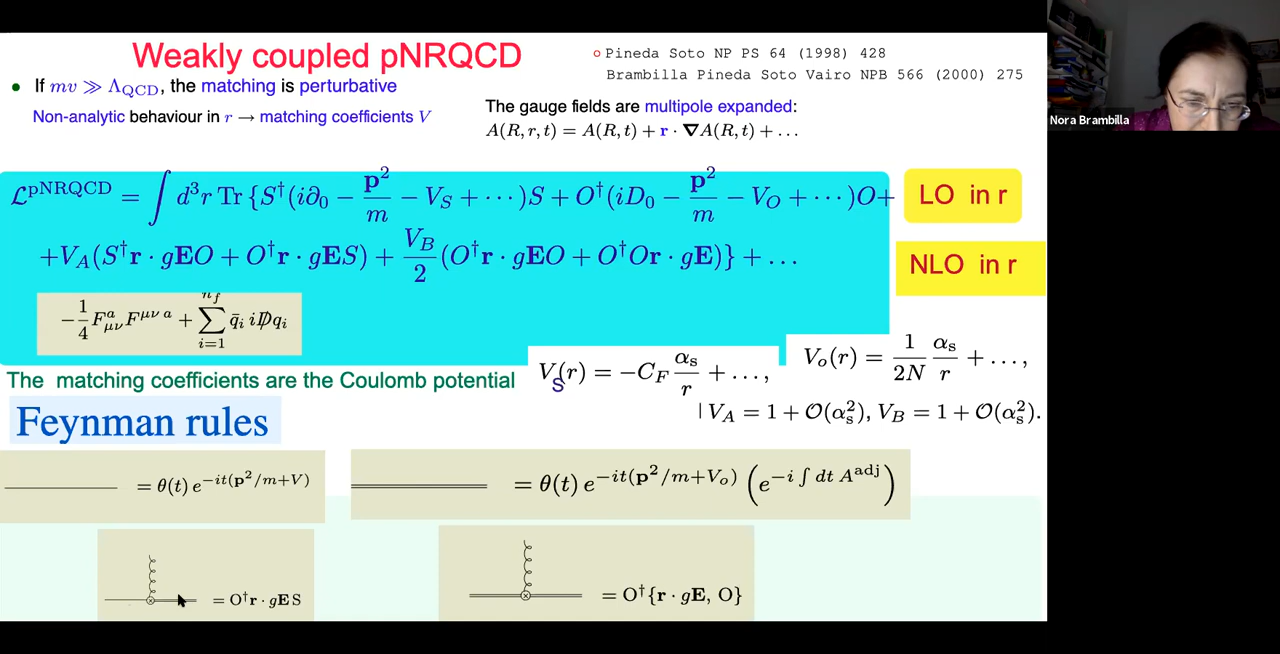 Weakly coupled pNRQCD
Pineda Soto NP PS 64 (1998) 428
Brambilla Pineda Soto Vairo NPB 566 (2000) 275
• If mv ≫ Λ_QCD, the matching is perturbative
Non-analytic behaviour in r → matching coefficients V
The gauge fields are multipole expanded:
A(R, r, t) = A(R, t) + r · ∇A(R, t) + ...
Nora Brambilla
ℒ^pNRQCD = ∫ d³r Tr {S†(i∂₀ − p²/m − V_S + ···)S + O†(iD₀ − p²/m − V_O + ···)O+
LO in r
+V_A(S†r · gEO + O†r · gES) + V_B/2 (O†r · gEO + O†Or · gE)} + ...
NLO in r
−1/4 F^a_μν F^μν a + ∑_{i=1}^{n_f} q̄_i iD̸q_i
The matching coefficients are the Coulomb potential
V_S(r) = −C_F α_s/r + ...,
V_o(r) = 1/2N α_s/r + ...,
V_A = 1 + O(α_s²), V_B = 1 + O(α_s²).
Feynman rules
= θ(t) e^{−it(p²/m+V)}
= θ(t) e^{−it(p²/m+V_o)} (e^{−i ∫ dt A^adj})
= O†r · gE S
= O†{r · gE, O}